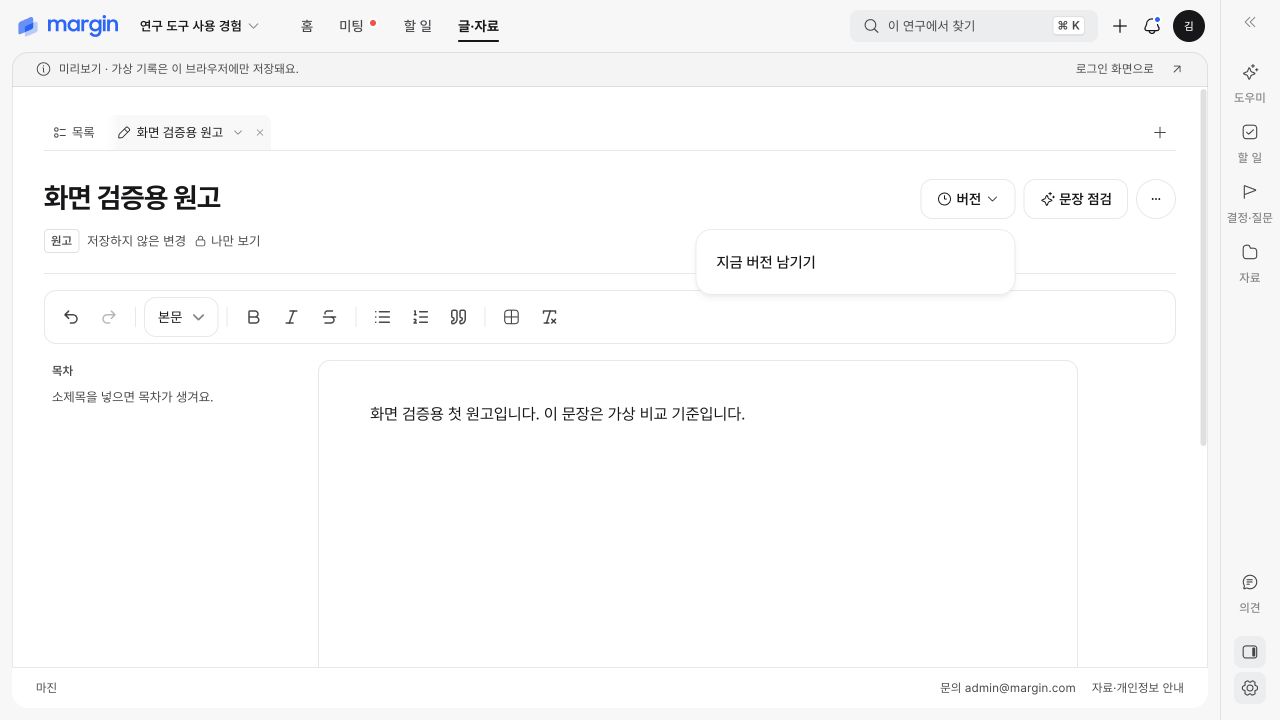 margin
연구 도구 사용 경험
홈
미팅
할 일
글·자료
이 연구에서 찾기
⌘ K
김
미리보기 · 가상 기록은 이 브라우저에만 저장돼요.
로그인 화면으로
목록
화면 검증용 원고
화면 검증용 원고
버전
문장 점검
원고
저장하지 않은 변경
나만 보기
지금 버전 남기기
본문
목차
소제목을 넣으면 목차가 생겨요.
화면 검증용 첫 원고입니다. 이 문장은 가상 비교 기준입니다.
마진
문의 admin@margin.com
자료·개인정보 안내
도우미
할 일
결정·질문
자료
의견